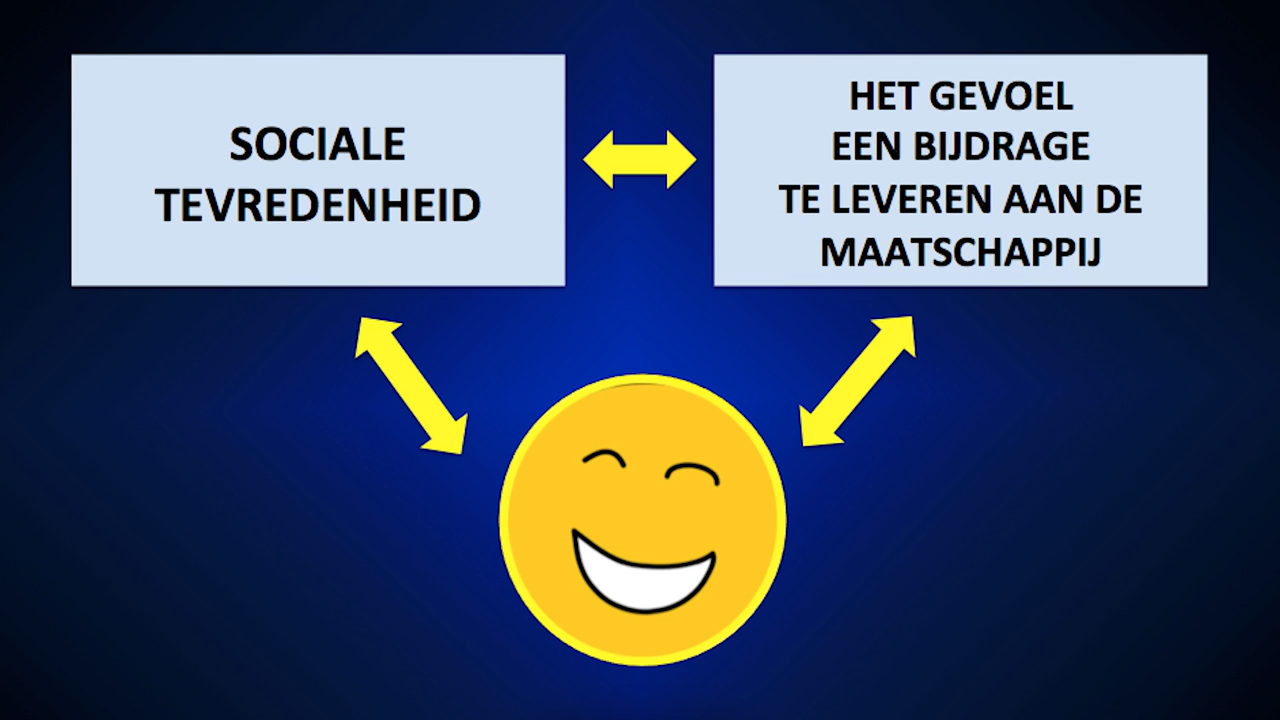 SOCIALE
TEVREDENHEID
HET GEVOEL
EEN BIJDRAGE
TE LEVEREN AAN DE
MAATSCHAPPIJ